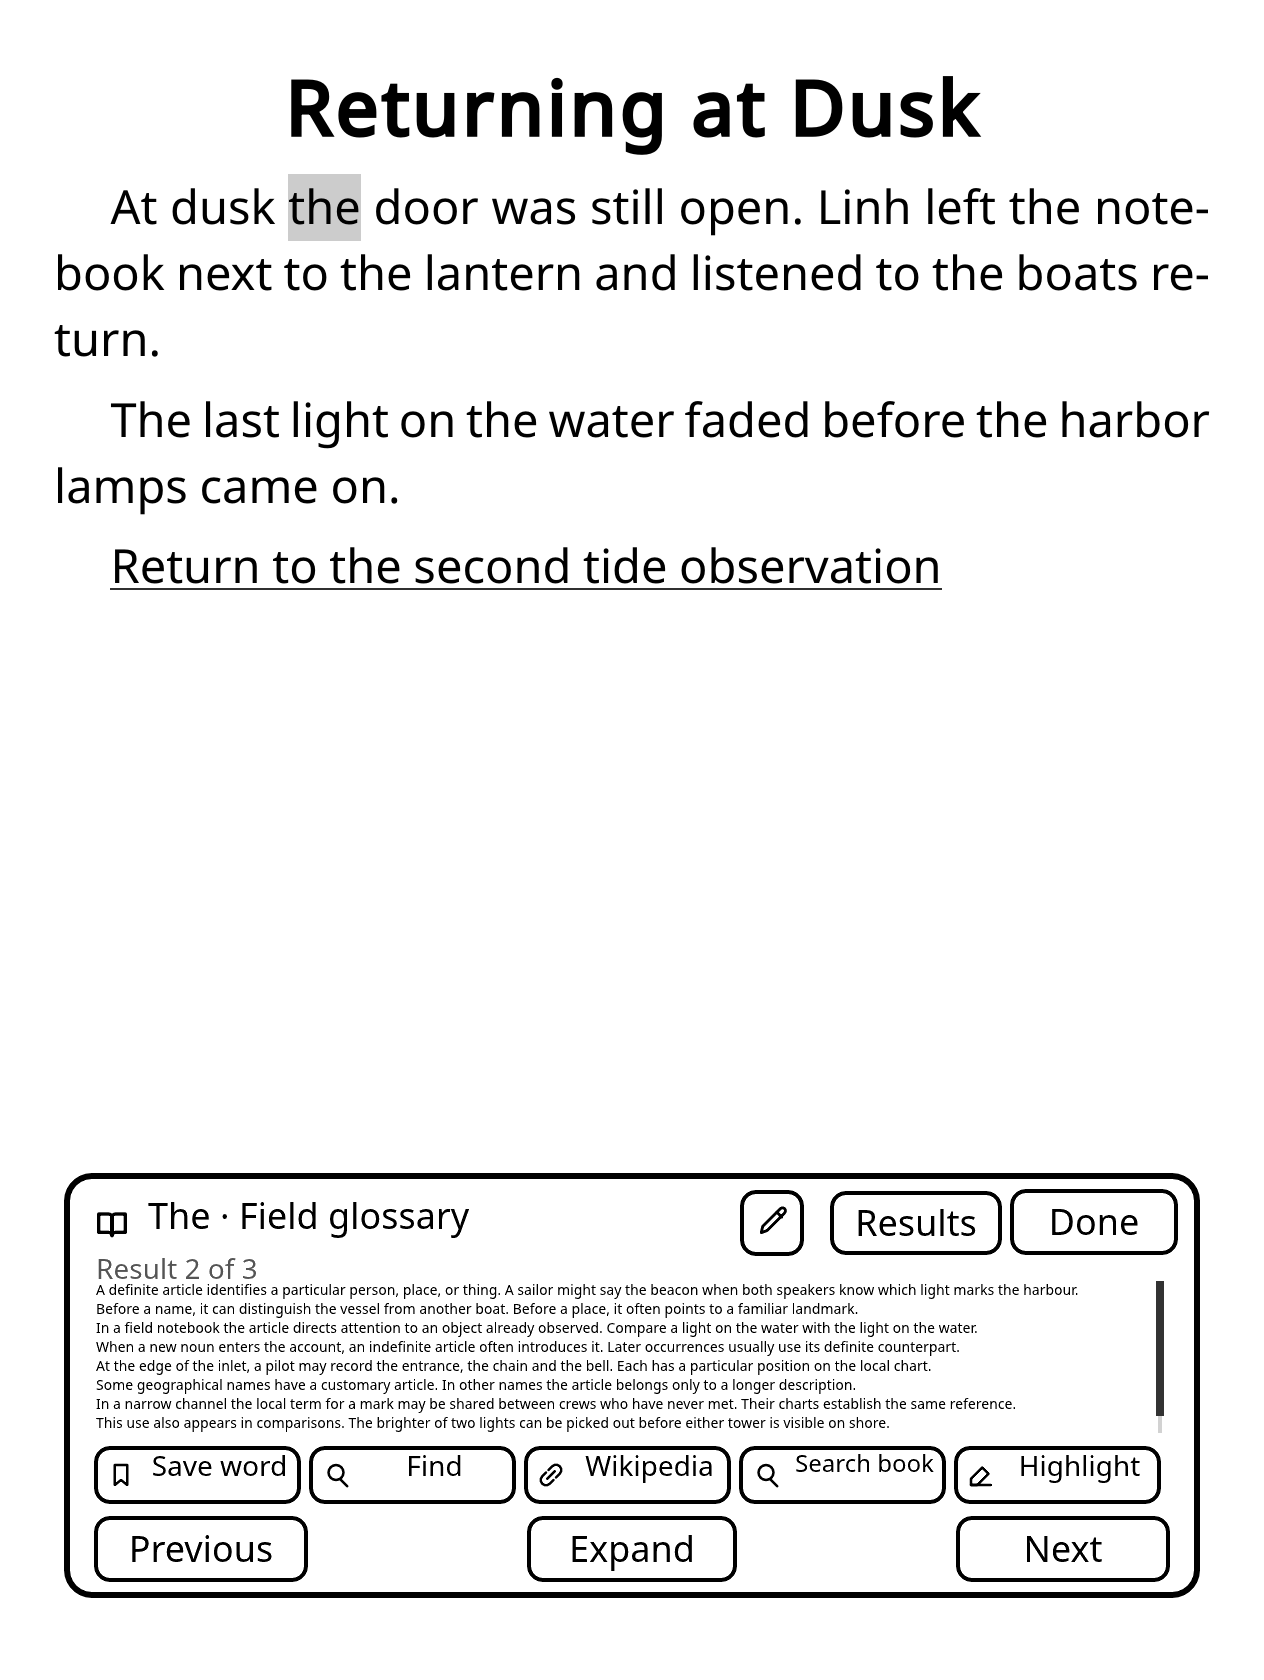 Returning at Dusk
At dusk the door was still open. Linh left the note-
book next to the lantern and listened to the boats re-
turn.
The last light on the water faded before the harbor
lamps came on.
Return to the second tide observation
The · Field glossary
Results
Done
Result 2 of 3
A definite article identifies a particular person, place, or thing. A sailor might say the beacon when both speakers know which light marks the harbour.
Before a name, it can distinguish the vessel from another boat. Before a place, it often points to a familiar landmark.
In a field notebook the article directs attention to an object already observed. Compare a light on the water with the light on the water.
When a new noun enters the account, an indefinite article often introduces it. Later occurrences usually use its definite counterpart.
At the edge of the inlet, a pilot may record the entrance, the chain and the bell. Each has a particular position on the local chart.
Some geographical names have a customary article. In other names the article belongs only to a longer description.
In a narrow channel the local term for a mark may be shared between crews who have never met. Their charts establish the same reference.
This use also appears in comparisons. The brighter of two lights can be picked out before either tower is visible on shore.
Save word
Find
Wikipedia
Search book
Highlight
Previous
Expand
Next